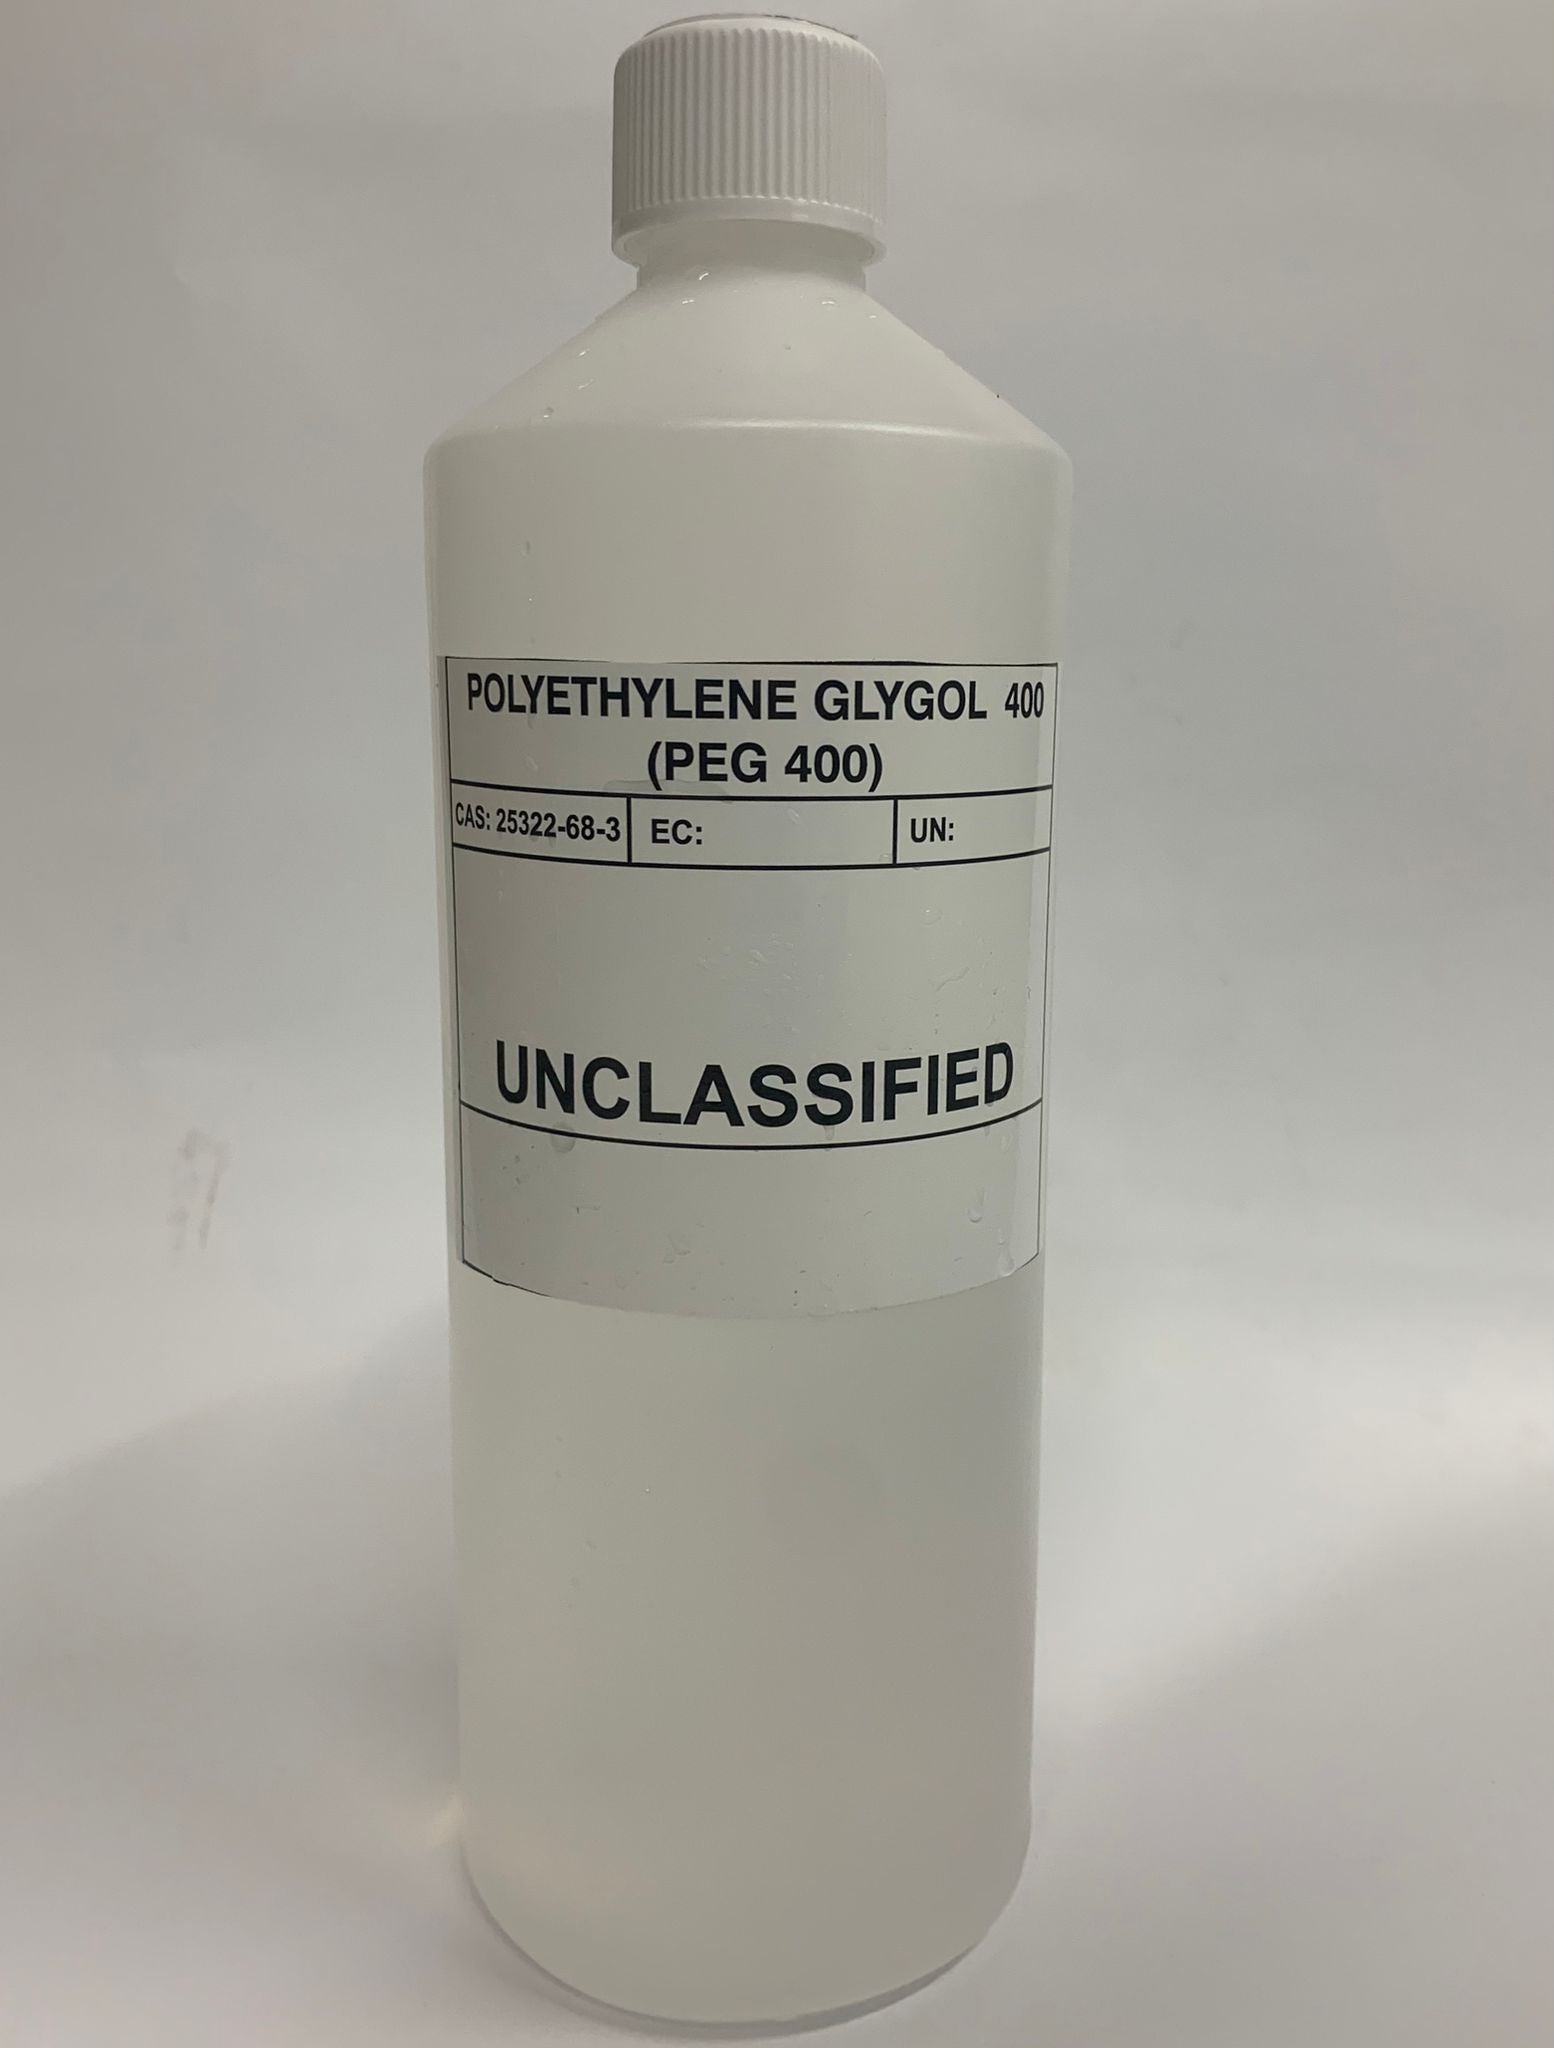 POLYETHYLENE GLYGOL 400
(PEG 400)
CAS: 25322-68-3 EC: UN:
UNCLASSIFIED